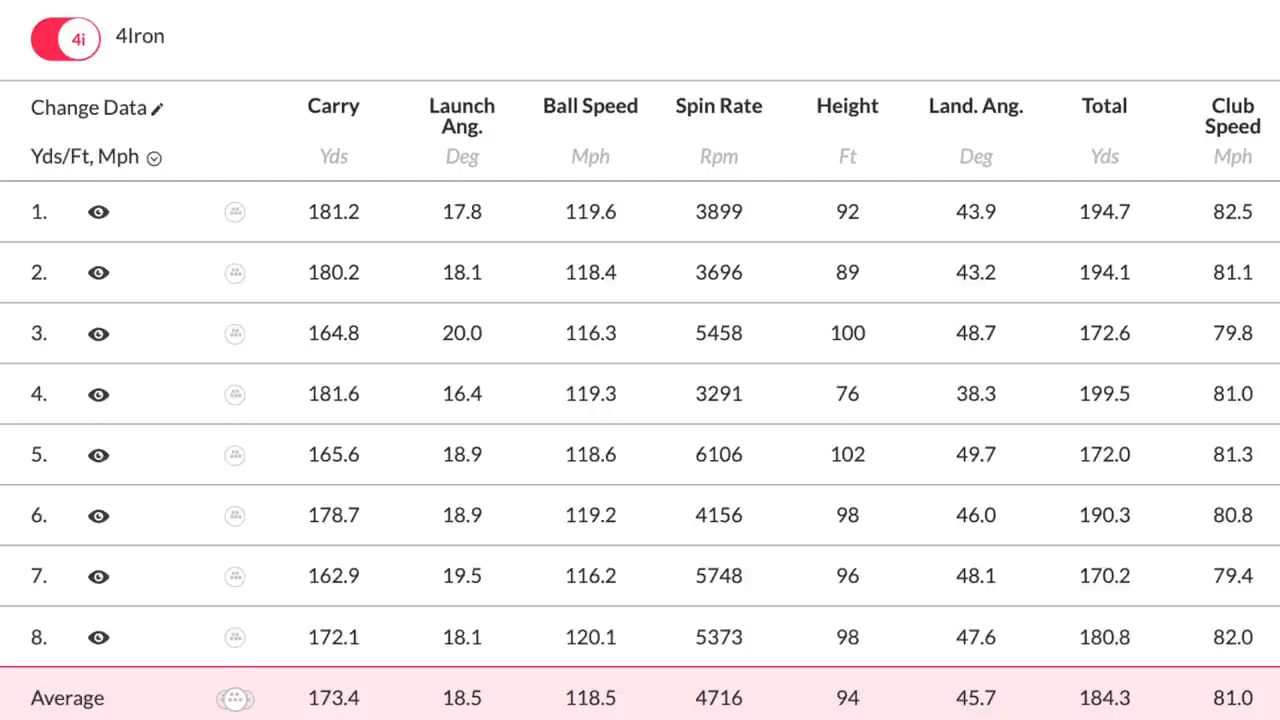 4i 4Iron
Change Data Carry Launch Ang. Ball Speed Spin Rate Height Land. Ang. Total Club Speed
Yds/Ft, Mph Yds Deg Mph Rpm Ft Deg Yds Mph
1. 181.2 17.8 119.6 3899 92 43.9 194.7 82.5
2. 180.2 18.1 118.4 3696 89 43.2 194.1 81.1
3. 164.8 20.0 116.3 5458 100 48.7 172.6 79.8
4. 181.6 16.4 119.3 3291 76 38.3 199.5 81.0
5. 165.6 18.9 118.6 6106 102 49.7 172.0 81.3
6. 178.7 18.9 119.2 4156 98 46.0 190.3 80.8
7. 162.9 19.5 116.2 5748 96 48.1 170.2 79.4
8. 172.1 18.1 120.1 5373 98 47.6 180.8 82.0
Average 173.4 18.5 118.5 4716 94 45.7 184.3 81.0